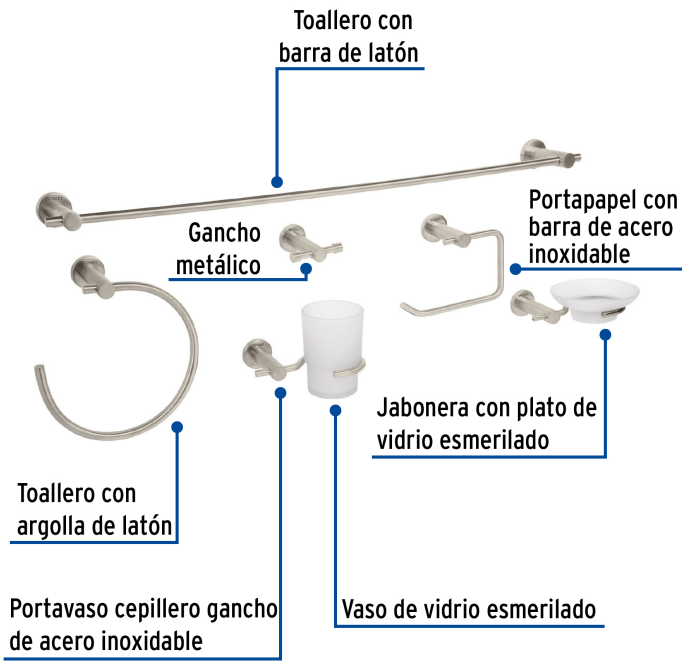 Toallero con
barra de latón
Portapapel con
barra de acero
inoxidable
Gancho
metálico
Jabonera con plato de
vidrio esmerilado
Toallero con
argolla de latón
Portavaso cepillero gancho
de acero inoxidable
Vaso de vidrio esmerilado